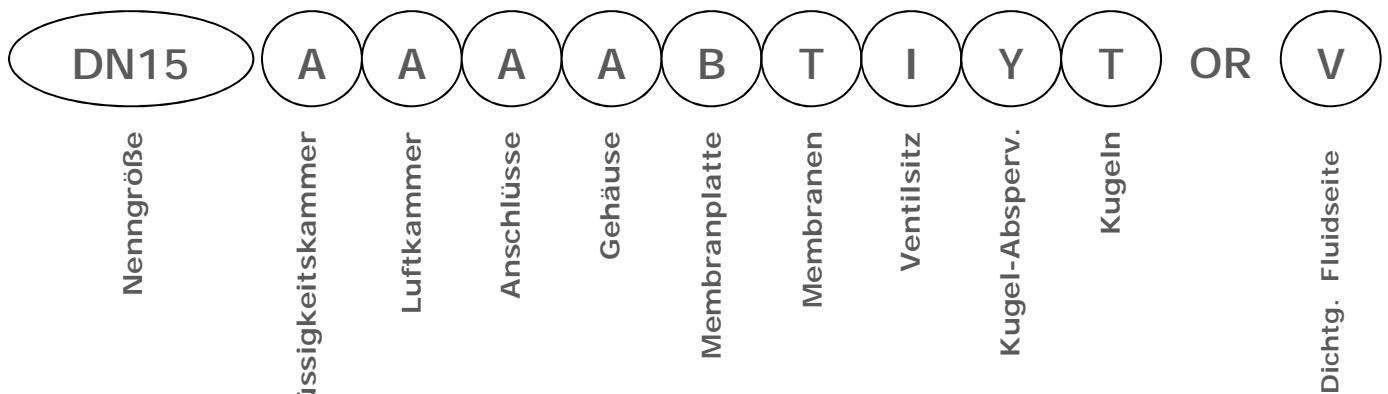 DN15 A A A A B T I Y T OR V
Nenngröße
üssigkeitskammer
Luftkammer
Anschlüsse
Gehäuse
Membranplatte
Membranen
Ventilsitz
Kugel-Absperv.
Kugeln
Dichtg. Fluidseite